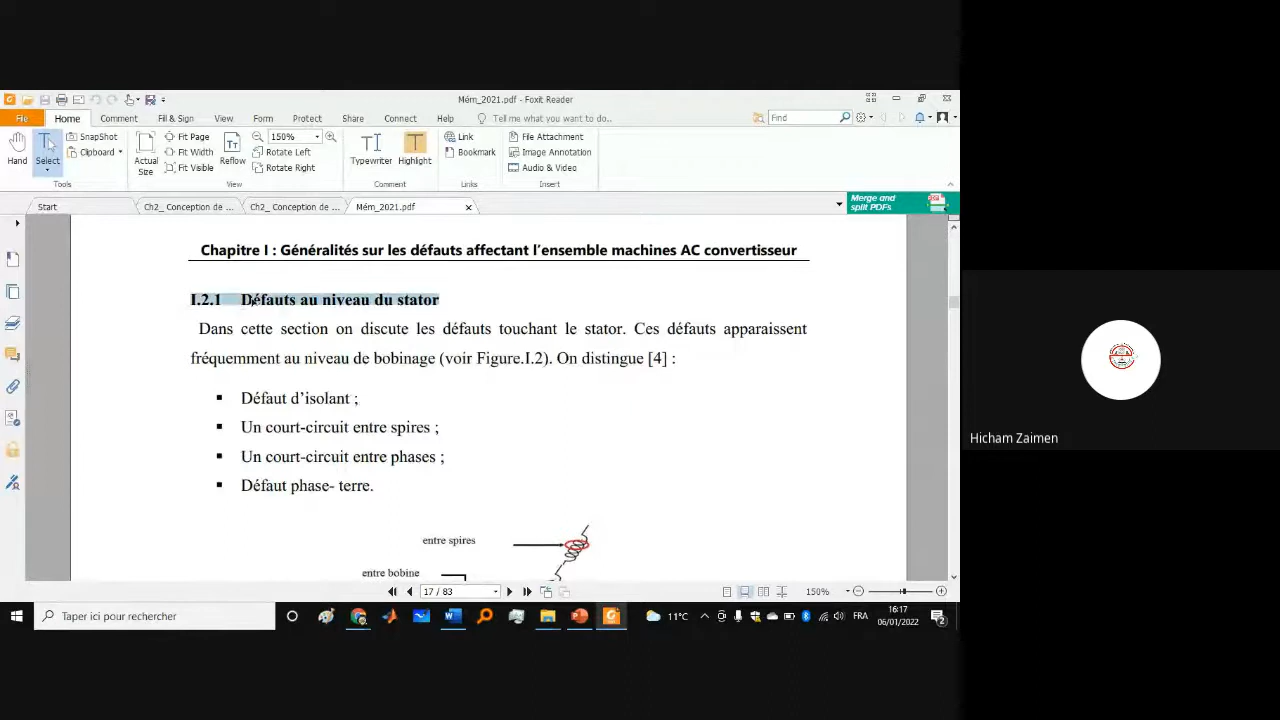 Mém_2021.pdf - Foxit Reader
File Home Comment Fill & Sign View Form Protect Share Connect Help Tell me what you want to do.. Find
SnapShot Fit Page 150% Rotate Left Link File Attachment
Clipboard Fit Width Bookmark Image Annotation
Hand Select Actual Size Fit Visible Reflow Rotate Right Typewriter Highlight Audio & Video
Tools View Comment Links Insert
Start Ch2_ Conception de ... Ch2_ Conception de ... Mém_2021.pdf Merge and split PDFs
Chapitre I : Généralités sur les défauts affectant l'ensemble machines AC convertisseur
I.2.1 Défauts au niveau du stator
Dans cette section on discute les défauts touchant le stator. Ces défauts apparaissent
fréquemment au niveau de bobinage (voir Figure.I.2). On distingue [4] :
▪ Défaut d'isolant ;
▪ Un court-circuit entre spires ;
▪ Un court-circuit entre phases ;
▪ Défaut phase- terre.
entre spires
entre bobine
17 / 83 150%
Taper ici pour rechercher 11°C FRA 16:17
06/01/2022 2
Hicham Zaimen